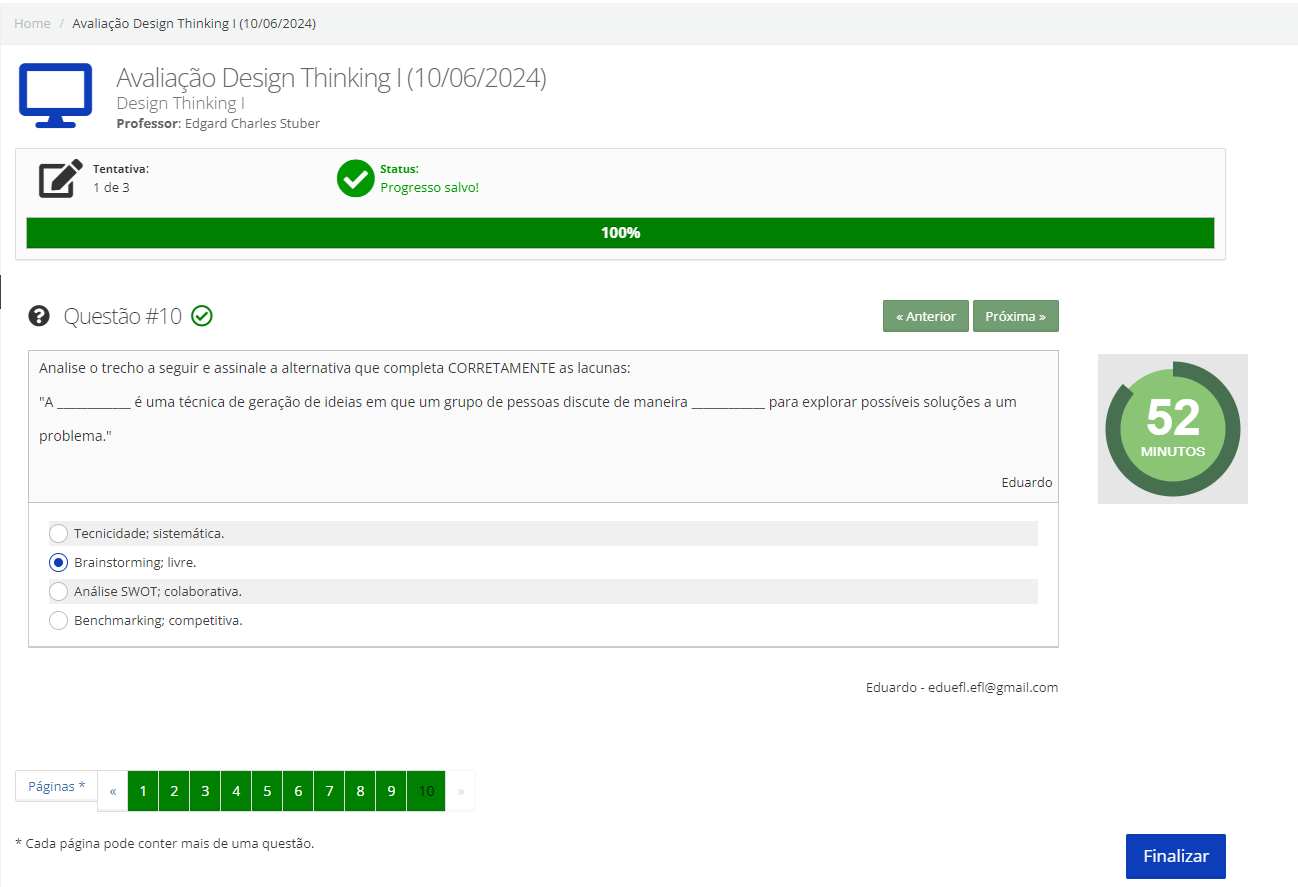 Home / Avaliação Design Thinking I (10/06/2024)
Avaliação Design Thinking I (10/06/2024)
Design Thinking I
Professor: Edgard Charles Stuber
Tentativa:
1 de 3
Status:
Progresso salvo!
100%
Questão #10
« Anterior
Próxima »
Analise o trecho a seguir e assinale a alternativa que completa CORRETAMENTE as lacunas:
"A ____________ é uma técnica de geração de ideias em que um grupo de pessoas discute de maneira ____________ para explorar possíveis soluções a um
problema."
Eduardo
52
MINUTOS
Tecnicidade; sistemática.
Brainstorming; livre.
Análise SWOT; colaborativa.
Benchmarking; competitiva.
Eduardo - eduefl.efl@gmail.com
Páginas * « 1 2 3 4 5 6 7 8 9 10 »
* Cada página pode conter mais de uma questão.
Finalizar